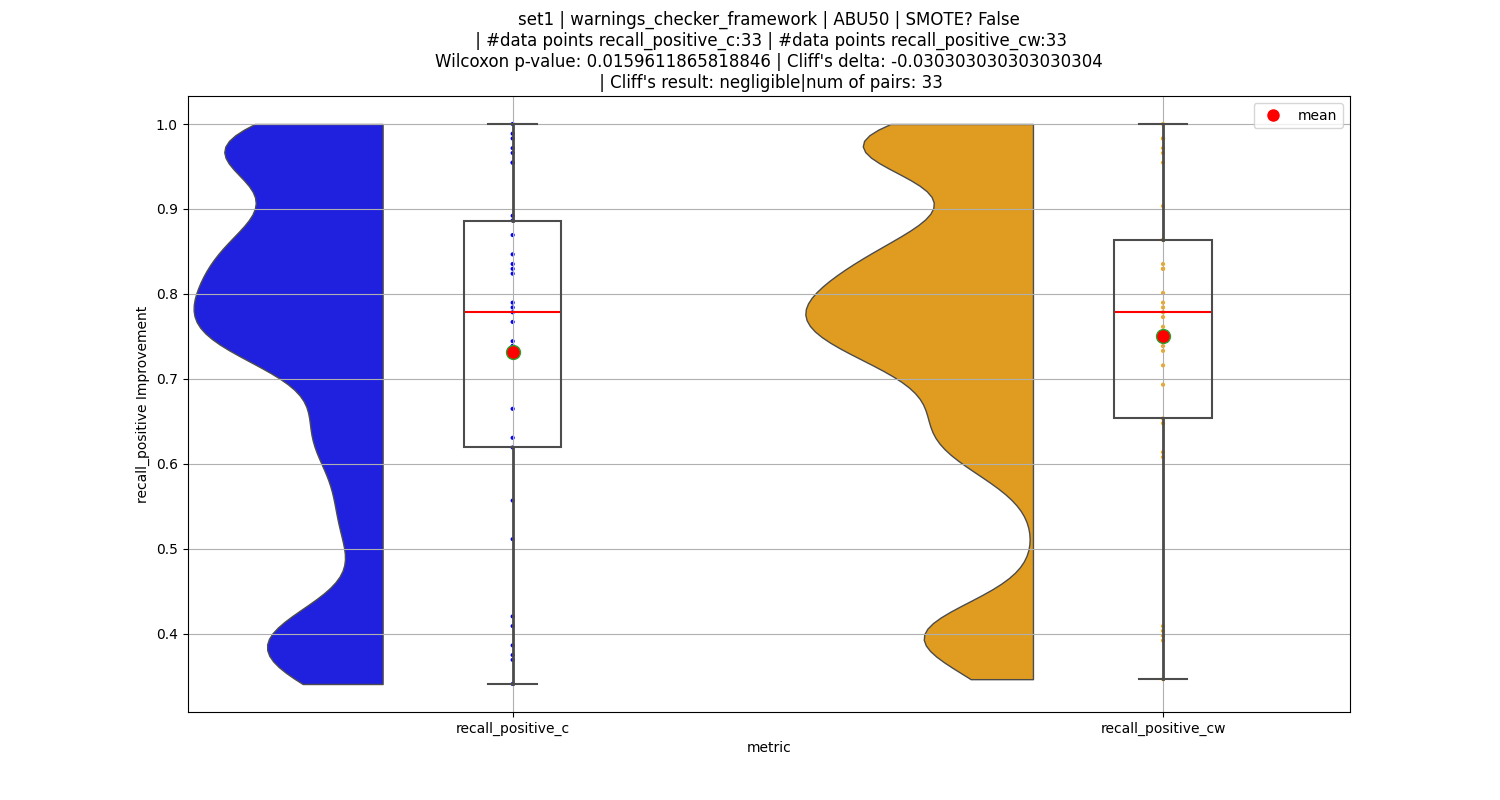 set1 | warnings_checker_framework | ABU50 | SMOTE? False
| #data points recall_positive_c:33 | #data points recall_positive_cw:33
Wilcoxon p-value: 0.0159611865818846 | Cliff's delta: -0.030303030303030304
| Cliff's result: negligible|num of pairs: 33
mean
1.0
0.9
0.8
0.7
0.6
0.5
0.4
recall_positive Improvement
recall_positive_c
recall_positive_cw
metric